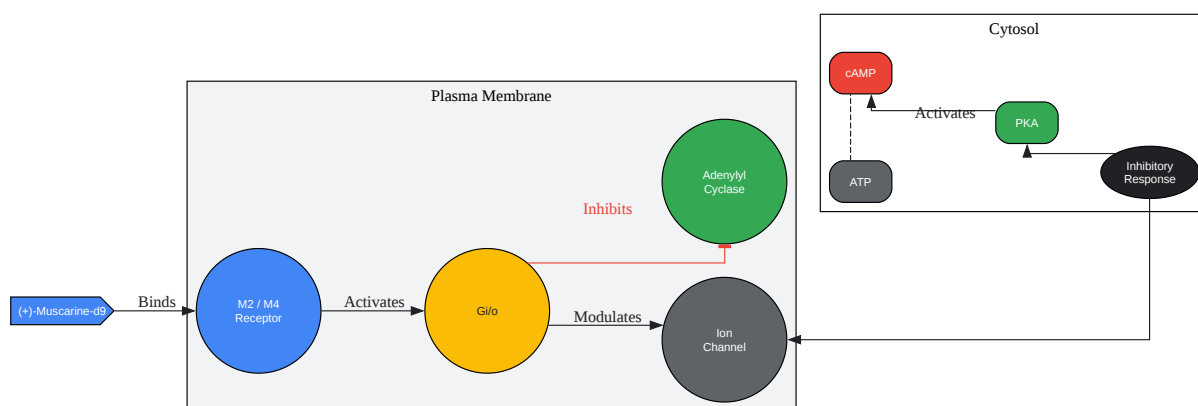 Cytosol
cAMP
Activates
PKA
ATP
Inhibitory
Response
Plasma Membrane
Adenylyl
Cyclase
Inhibits
(+)-Muscarine-d9
Binds
M2 / M4
Receptor
Activates
Gi/o
Modulates
Ion
Channel